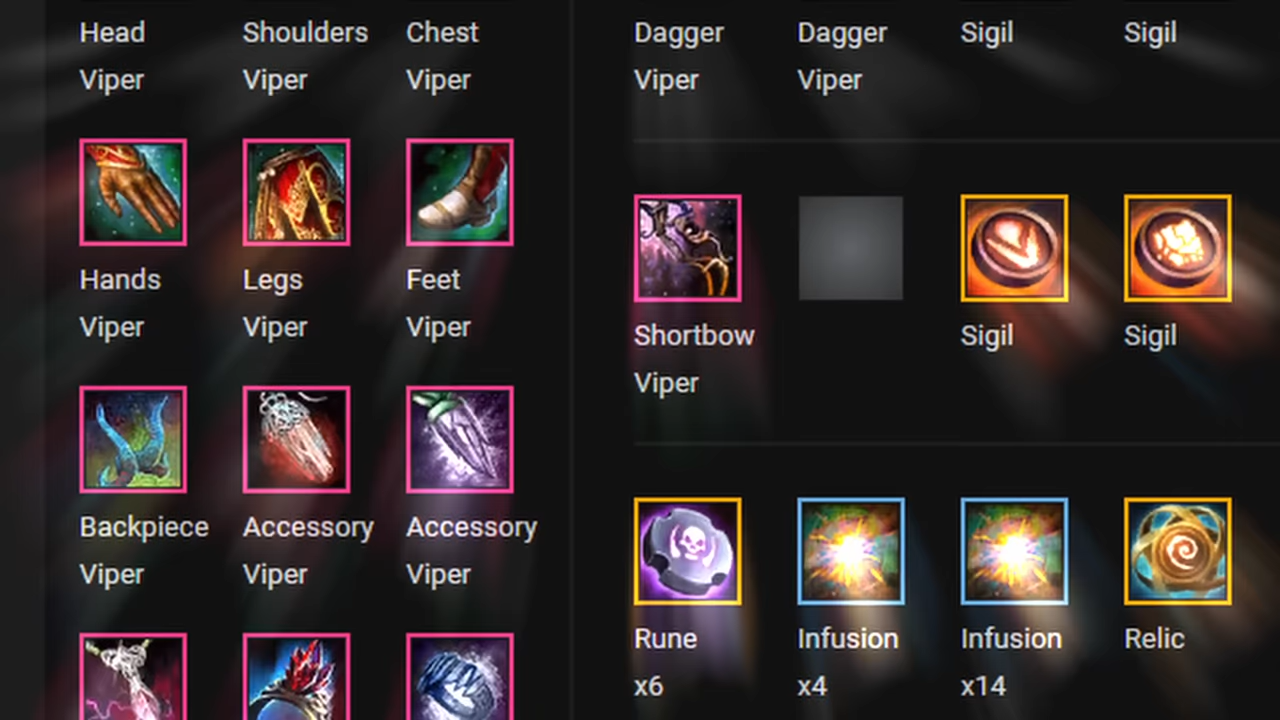 Head Shoulders Chest
Viper Viper Viper
Hands Legs Feet
Viper Viper Viper
Backpiece Accessory Accessory
Viper Viper Viper
Dagger Dagger Sigil Sigil
Viper Viper
Shortbow Sigil Sigil
Viper
Rune Infusion Infusion Relic
x6 x4 x14